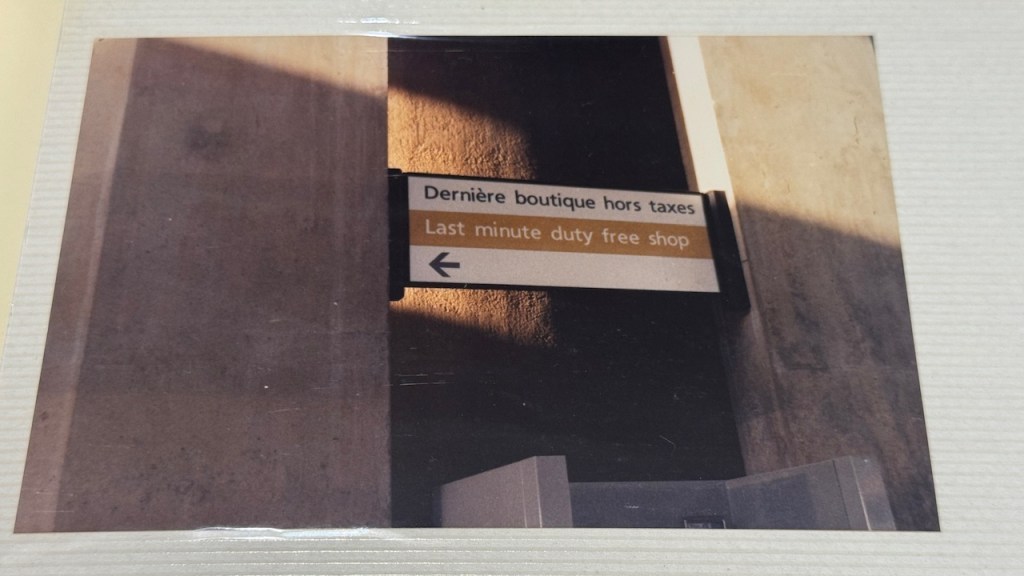 Dernière boutique hors taxes
Last minute duty free shop